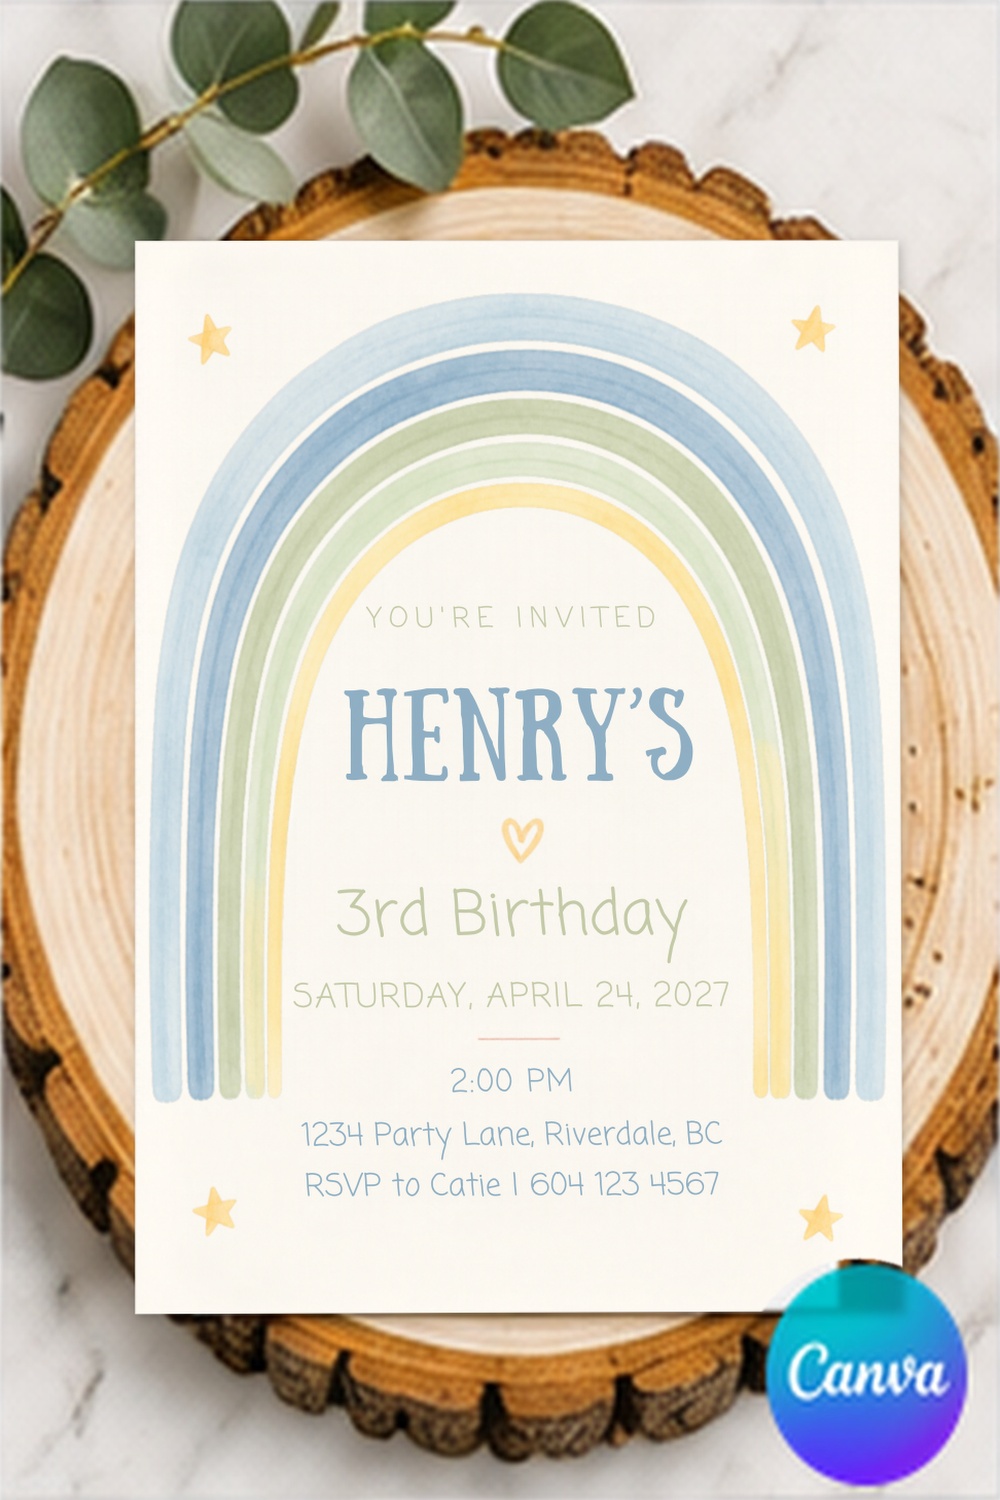 YOU'RE INVITED
HENRY'S
3rd Birthday
SATURDAY, APRIL 24, 2027
2:00 PM
1234 Party Lane, Riverdale, BC
RSVP to Catie | 604 123 4567
Canva